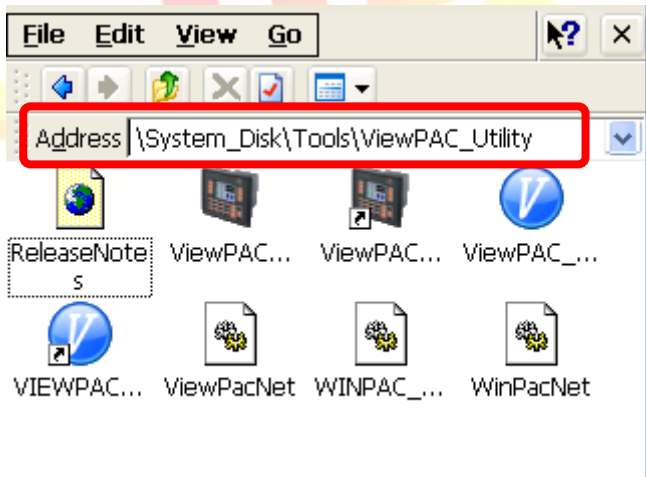 File Edit View Go
Address \System_Disk\Tools\ViewPAC_Utility
ReleaseNote
s
ViewPAC... ViewPAC... ViewPAC_...
VIEWPAC... ViewPacNet WINPAC_... WinPacNet